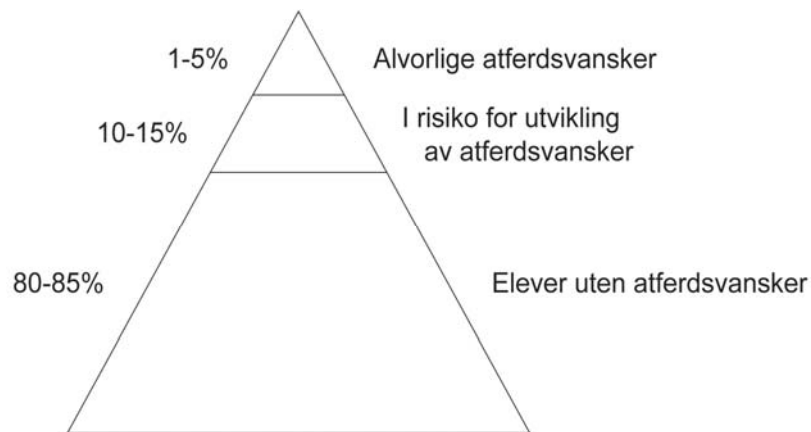 1-5%
Alvorlige atferdsvansker
10-15%
I risiko for utvikling
av atferdsvansker
80-85%
Elever uten atferdsvansker